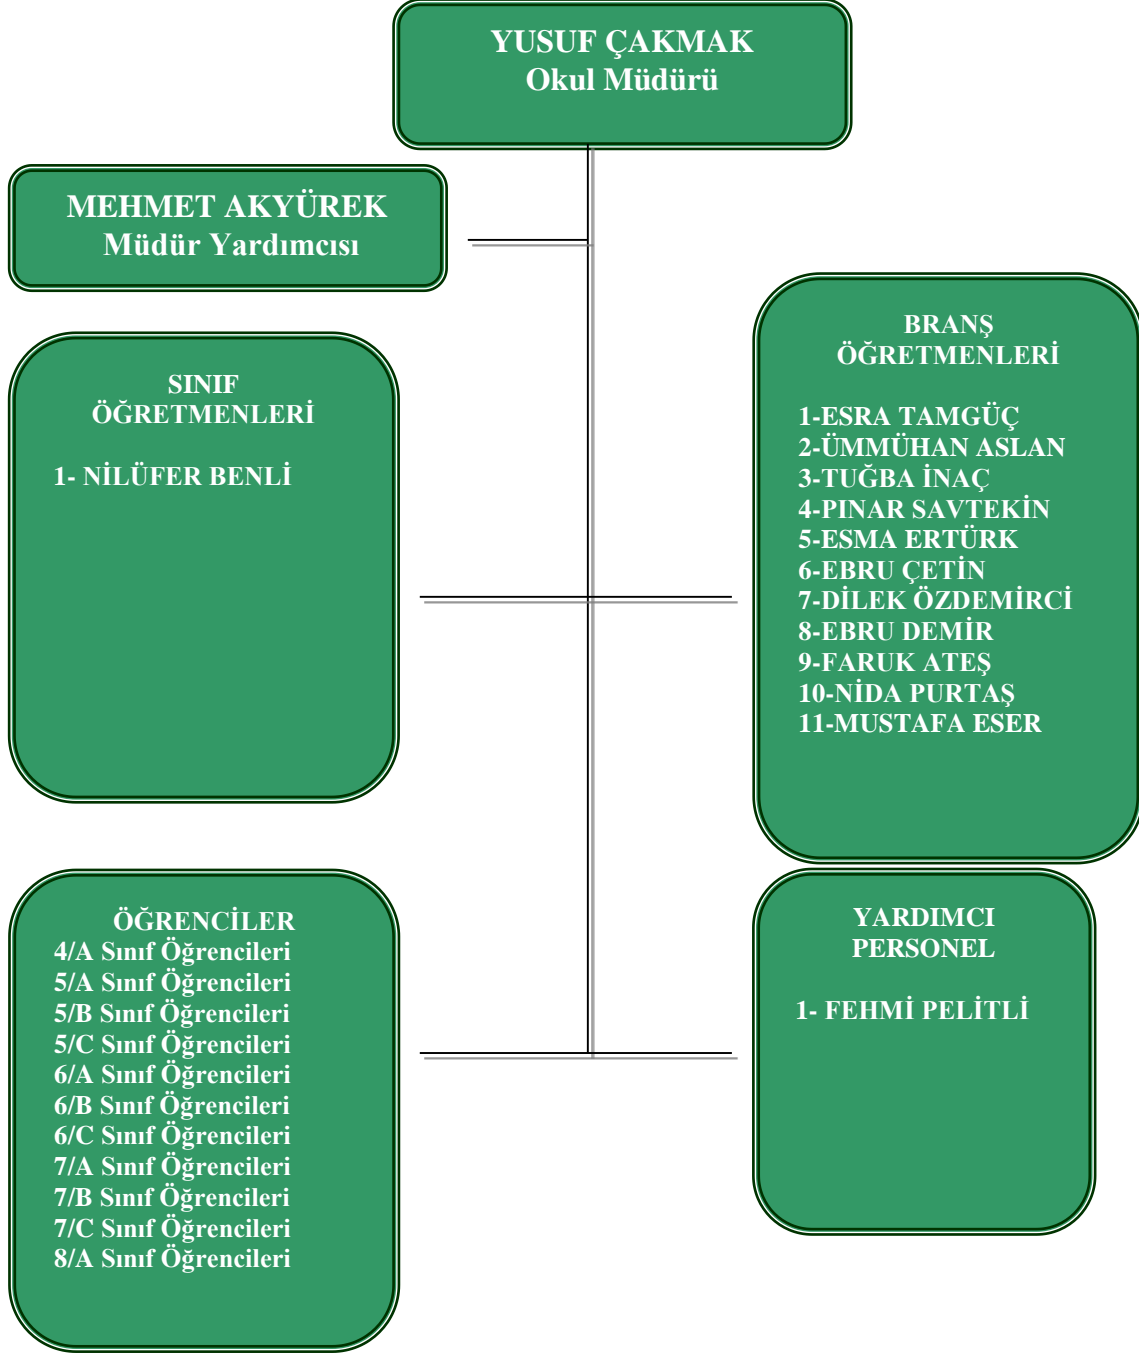 YUSUF ÇAKMAK
Okul Müdürü
MEHMET AKYÜREK
Müdür Yardımcısı
SINIF
ÖĞRETMENLERİ
1- NİLÜFER BENLİ
BRANŞ
ÖĞRETMENLERİ
1-ESRA TAMGÜÇ
2-ÜMMÜHAN ASLAN
3-TUĞBA İNAÇ
4-PINAR SAVTEKİN
5-ESMA ERTÜRK
6-EBRU ÇETİN
7-DİLEK ÖZDEMİRCİ
8-EBRU DEMİR
9-FARUK ATEŞ
10-NİDA PURTAŞ
11-MUSTAFA ESER
ÖĞRENCİLER
4/A Sınıf Öğrencileri
5/A Sınıf Öğrencileri
5/B Sınıf Öğrencileri
5/C Sınıf Öğrencileri
6/A Sınıf Öğrencileri
6/B Sınıf Öğrencileri
6/C Sınıf Öğrencileri
7/A Sınıf Öğrencileri
7/B Sınıf Öğrencileri
7/C Sınıf Öğrencileri
8/A Sınıf Öğrencileri
YARDIMCI
PERSONEL
1- FEHMİ PELİTLİ